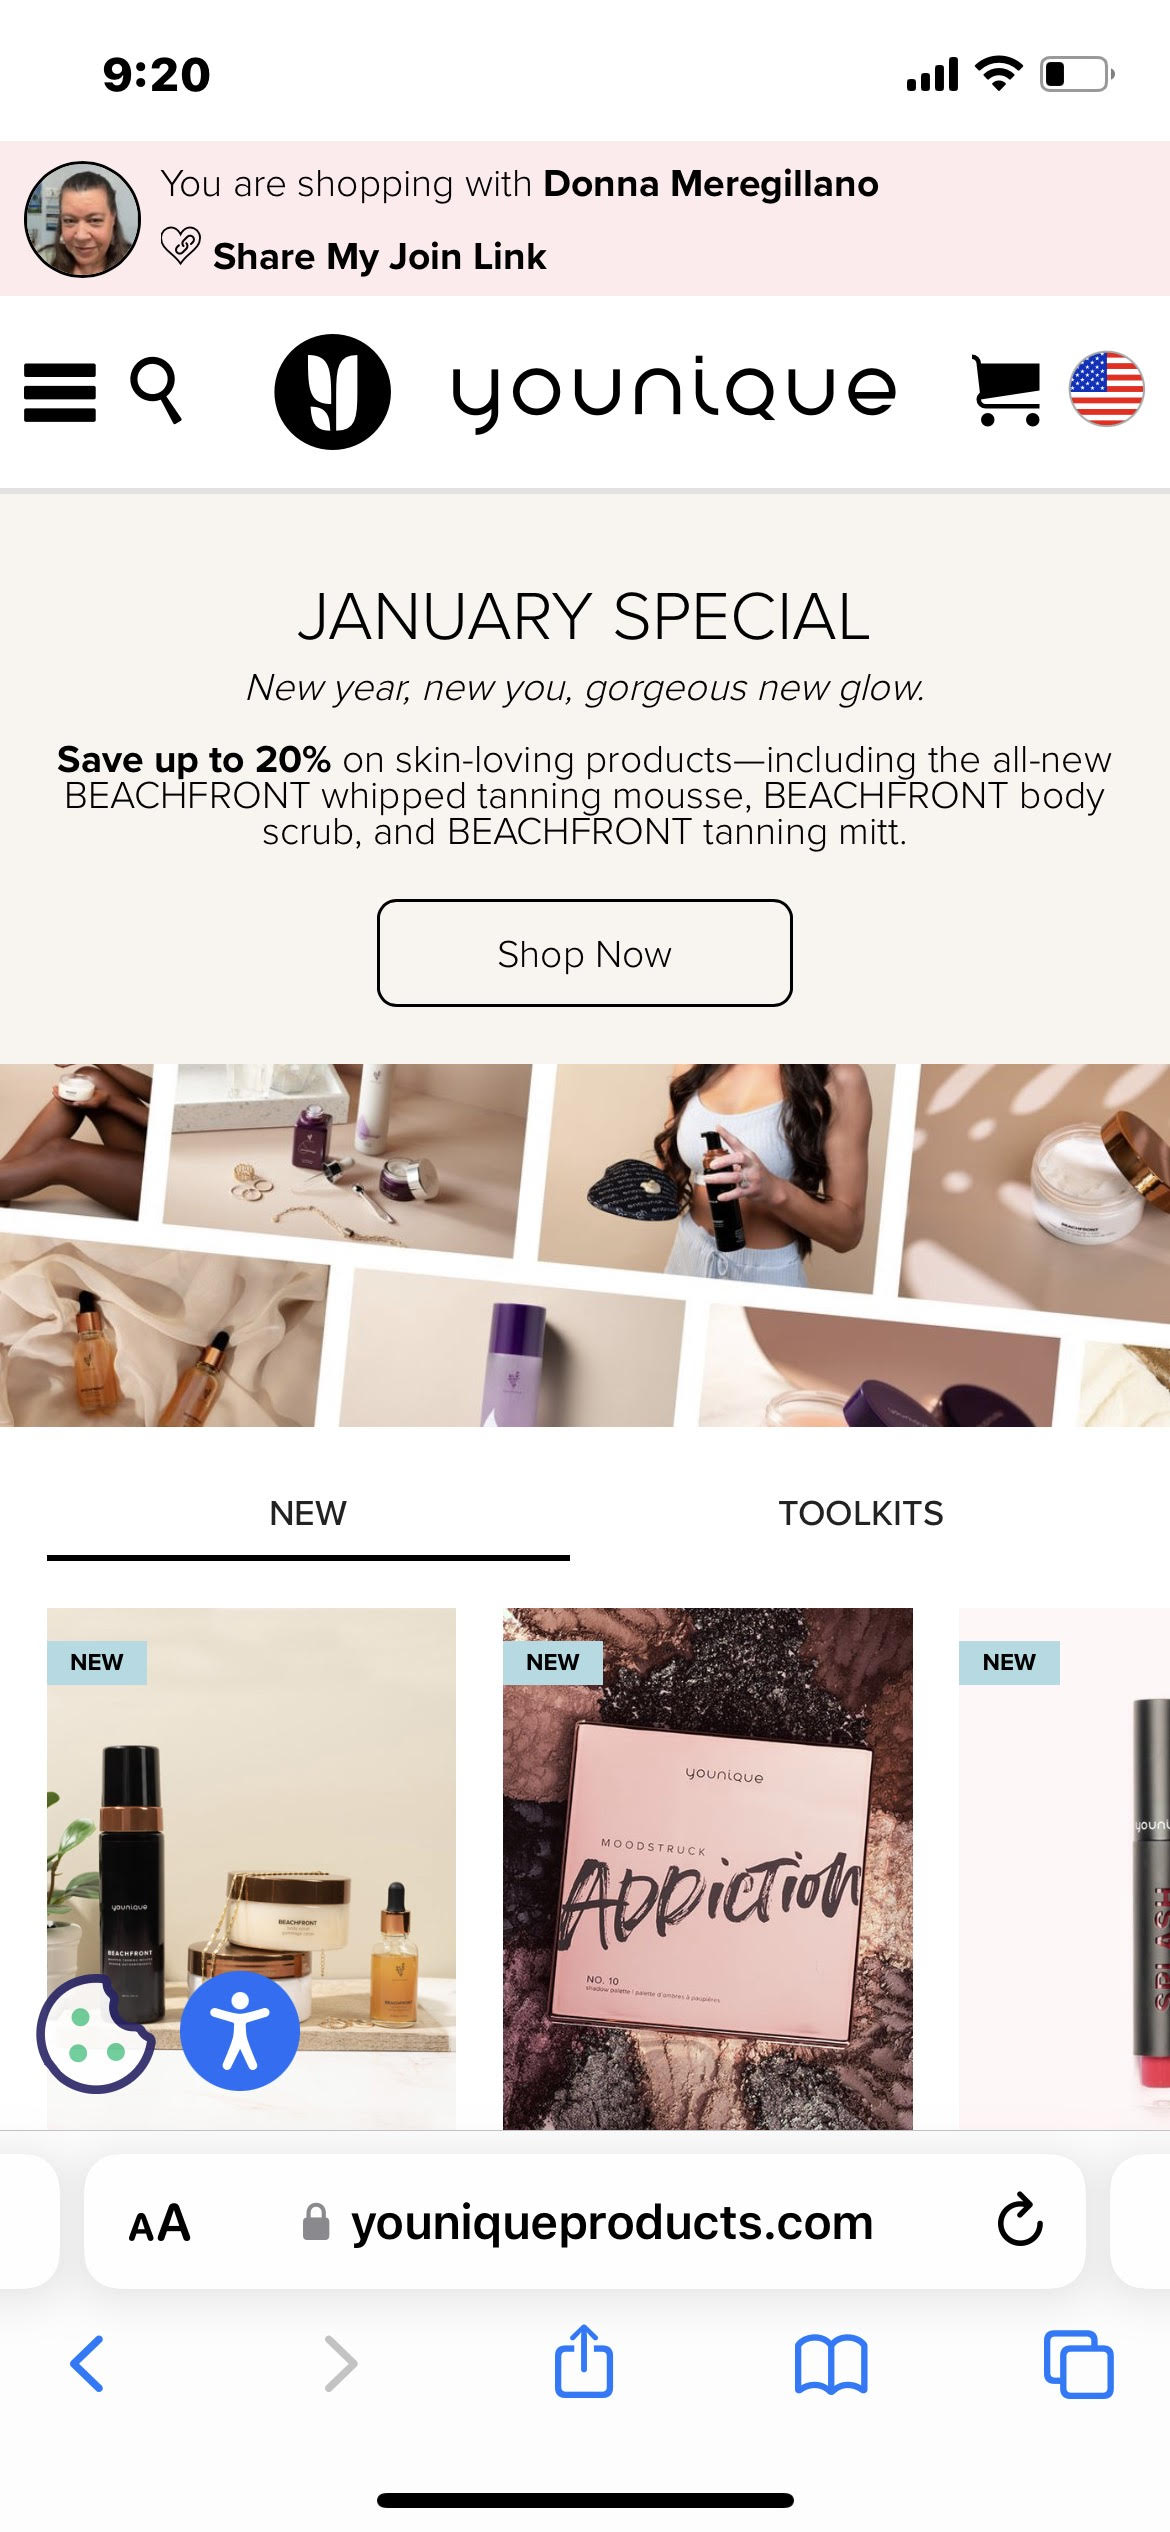 9:20
You are shopping with Donna Meregillano
Share My Join Link
younique
JANUARY SPECIAL
New year, new you, gorgeous new glow.
Save up to 20% on skin-loving products—including the all-new
BEACHFRONT whipped tanning mousse, BEACHFRONT body
scrub, and BEACHFRONT tanning mitt.
Shop Now
BEACHFRONT
NEW
TOOLKITS
NEW
NEW
NEW
younique
BEACHFRONT
BEACHFRONT
body scrub
younique
MOODSTRUCK
ADDICTION
NO. 10
shadow palette | palette d'ombres à paupières
SPLASH
AA
youniqueproducts.com